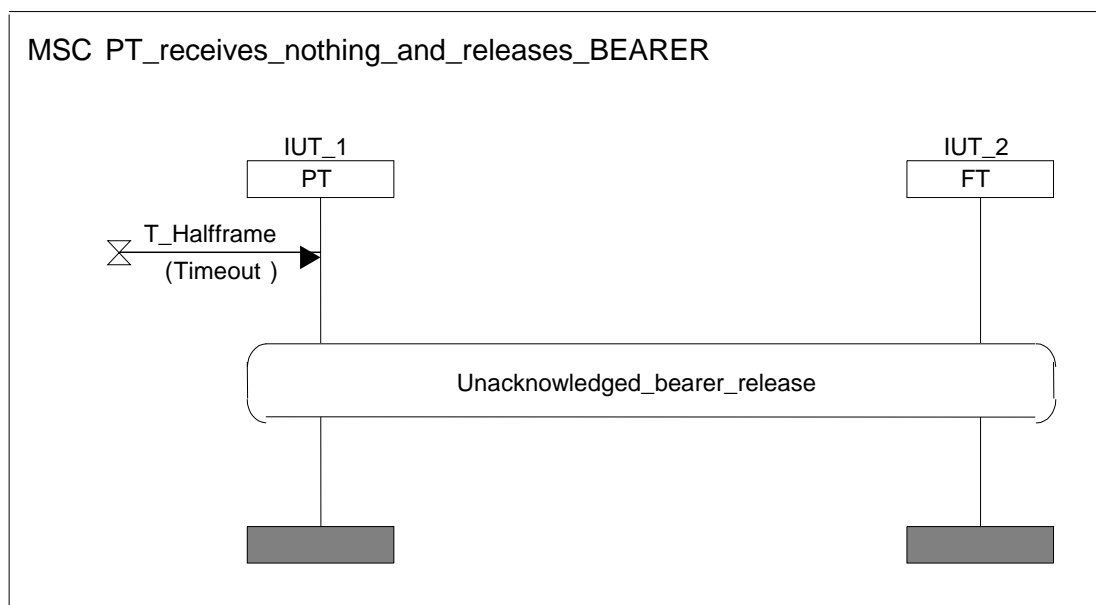 MSC PT_receives_nothing_and_releases_BEARER
IUT_1
IUT_2
PT
FT
T_Halfframe
(Timeout )
Unacknowledged_bearer_release